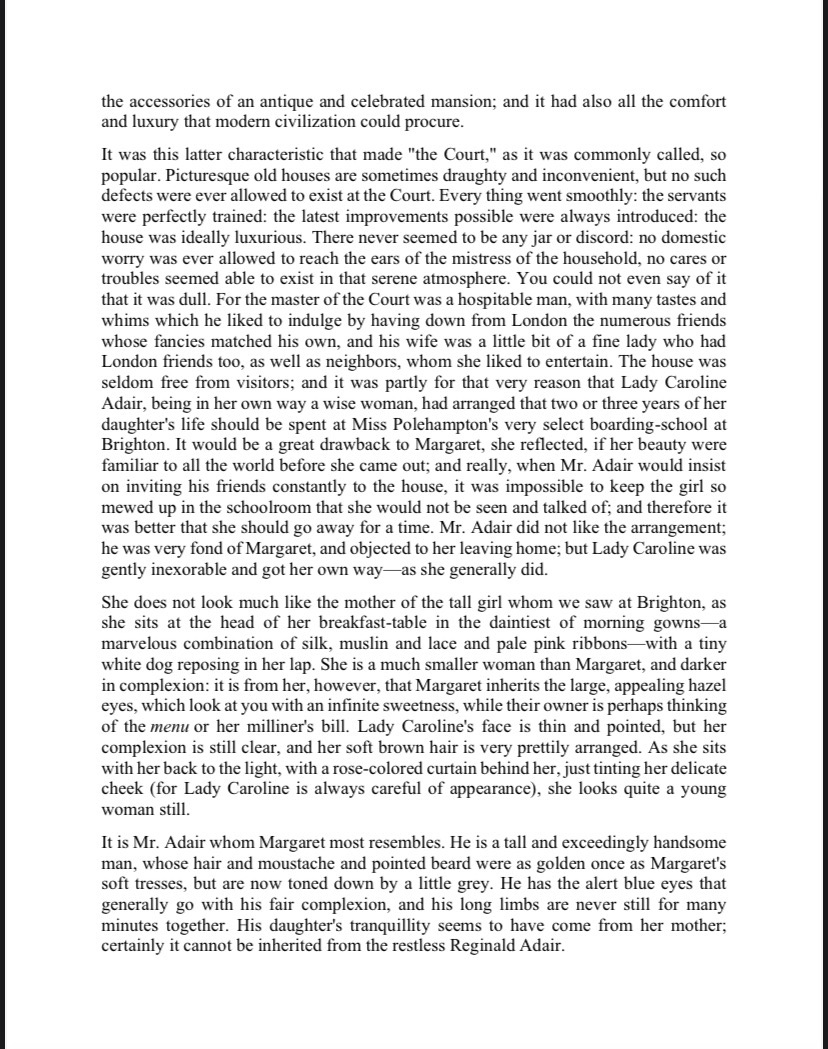 the accessories of an antique and celebrated mansion; and it had also all the comfort
and luxury that modern civilization could procure.
It was this latter characteristic that made "the Court," as it was commonly called, so
popular. Picturesque old houses are sometimes draughty and inconvenient, but no such
defects were ever allowed to exist at the Court. Every thing went smoothly: the servants
were perfectly trained: the latest improvements possible were always introduced: the
house was ideally luxurious. There never seemed to be any jar or discord: no domestic
worry was ever allowed to reach the ears of the mistress of the household, no cares or
troubles seemed able to exist in that serene atmosphere. You could not even say of it
that it was dull. For the master of the Court was a hospitable man, with many tastes and
whims which he liked to indulge by having down from London the numerous friends
whose fancies matched his own, and his wife was a little bit of a fine lady who had
London friends too, as well as neighbors, whom she liked to entertain. The house was
seldom free from visitors; and it was partly for that very reason that Lady Caroline
Adair, being in her own way a wise woman, had arranged that two or three years of her
daughter's life should be spent at Miss Polehampton's very select boarding-school at
Brighton. It would be a great drawback to Margaret, she reflected, if her beauty were
familiar to all the world before she came out; and really, when Mr. Adair would insist
on inviting his friends constantly to the house, it was impossible to keep the girl so
mewed up in the schoolroom that she would not be seen and talked of; and therefore it
was better that she should go away for a time. Mr. Adair did not like the arrangement;
he was very fond of Margaret, and objected to her leaving home; but Lady Caroline was
gently inexorable and got her own way—as she generally did.
She does not look much like the mother of the tall girl whom we saw at Brighton, as
she sits at the head of her breakfast-table in the daintiest of morning gowns—a
marvelous combination of silk, muslin and lace and pale pink ribbons—with a tiny
white dog reposing in her lap. She is a much smaller woman than Margaret, and darker
in complexion: it is from her, however, that Margaret inherits the large, appealing hazel
eyes, which look at you with an infinite sweetness, while their owner is perhaps thinking
of the menu or her milliner's bill. Lady Caroline's face is thin and pointed, but her
complexion is still clear, and her soft brown hair is very prettily arranged. As she sits
with her back to the light, with a rose-colored curtain behind her, just tinting her delicate
cheek (for Lady Caroline is always careful of appearance), she looks quite a young
woman still.
It is Mr. Adair whom Margaret most resembles. He is a tall and exceedingly handsome
man, whose hair and moustache and pointed beard were as golden once as Margaret's
soft tresses, but are now toned down by a little grey. He has the alert blue eyes that
generally go with his fair complexion, and his long limbs are never still for many
minutes together. His daughter's tranquillity seems to have come from her mother;
certainly it cannot be inherited from the restless Reginald Adair.